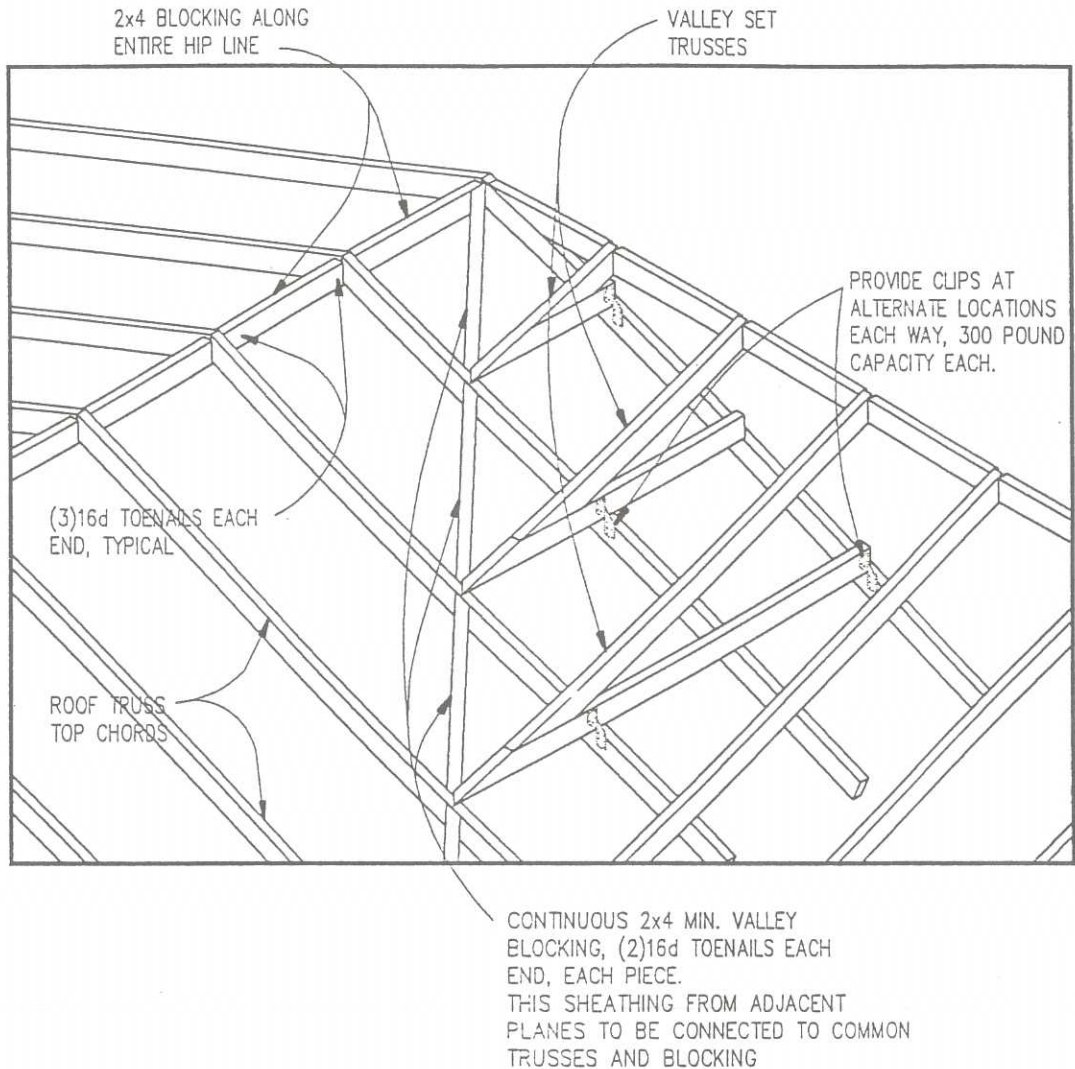 2x4 BLOCKING ALONG
ENTIRE HIP LINE
VALLEY SET
TRUSSES
PROVIDE CLIPS AT
ALTERNATE LOCATIONS
EACH WAY, 300 POUND
CAPACITY EACH.
(3)16d TOENAILS EACH
END, TYPICAL
ROOF TRUSS
TOP CHORDS
CONTINUOUS 2x4 MIN. VALLEY
BLOCKING, (2)16d TOENAILS EACH
END, EACH PIECE.
THIS SHEATHING FROM ADJACENT
PLANES TO BE CONNECTED TO COMMON
TRUSSES AND BLOCKING